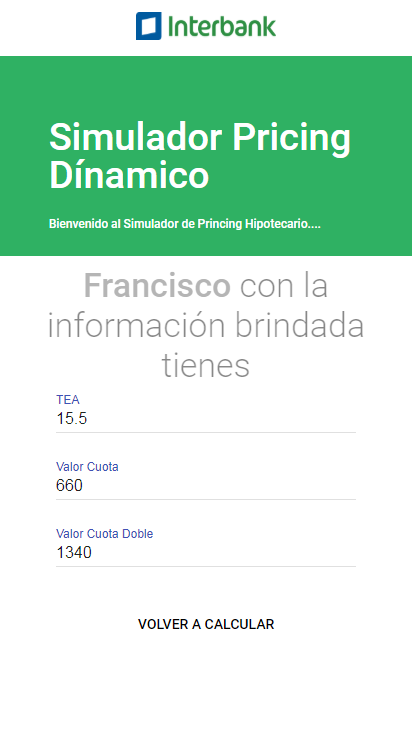 Interbank
Simulador Pricing
Dínamico
Bienvenido al Simulador de Princing Hipotecario....
Francisco con la
información brindada
tienes
TEA
15.5
Valor Cuota
660
Valor Cuota Doble
1340
VOLVER A CALCULAR